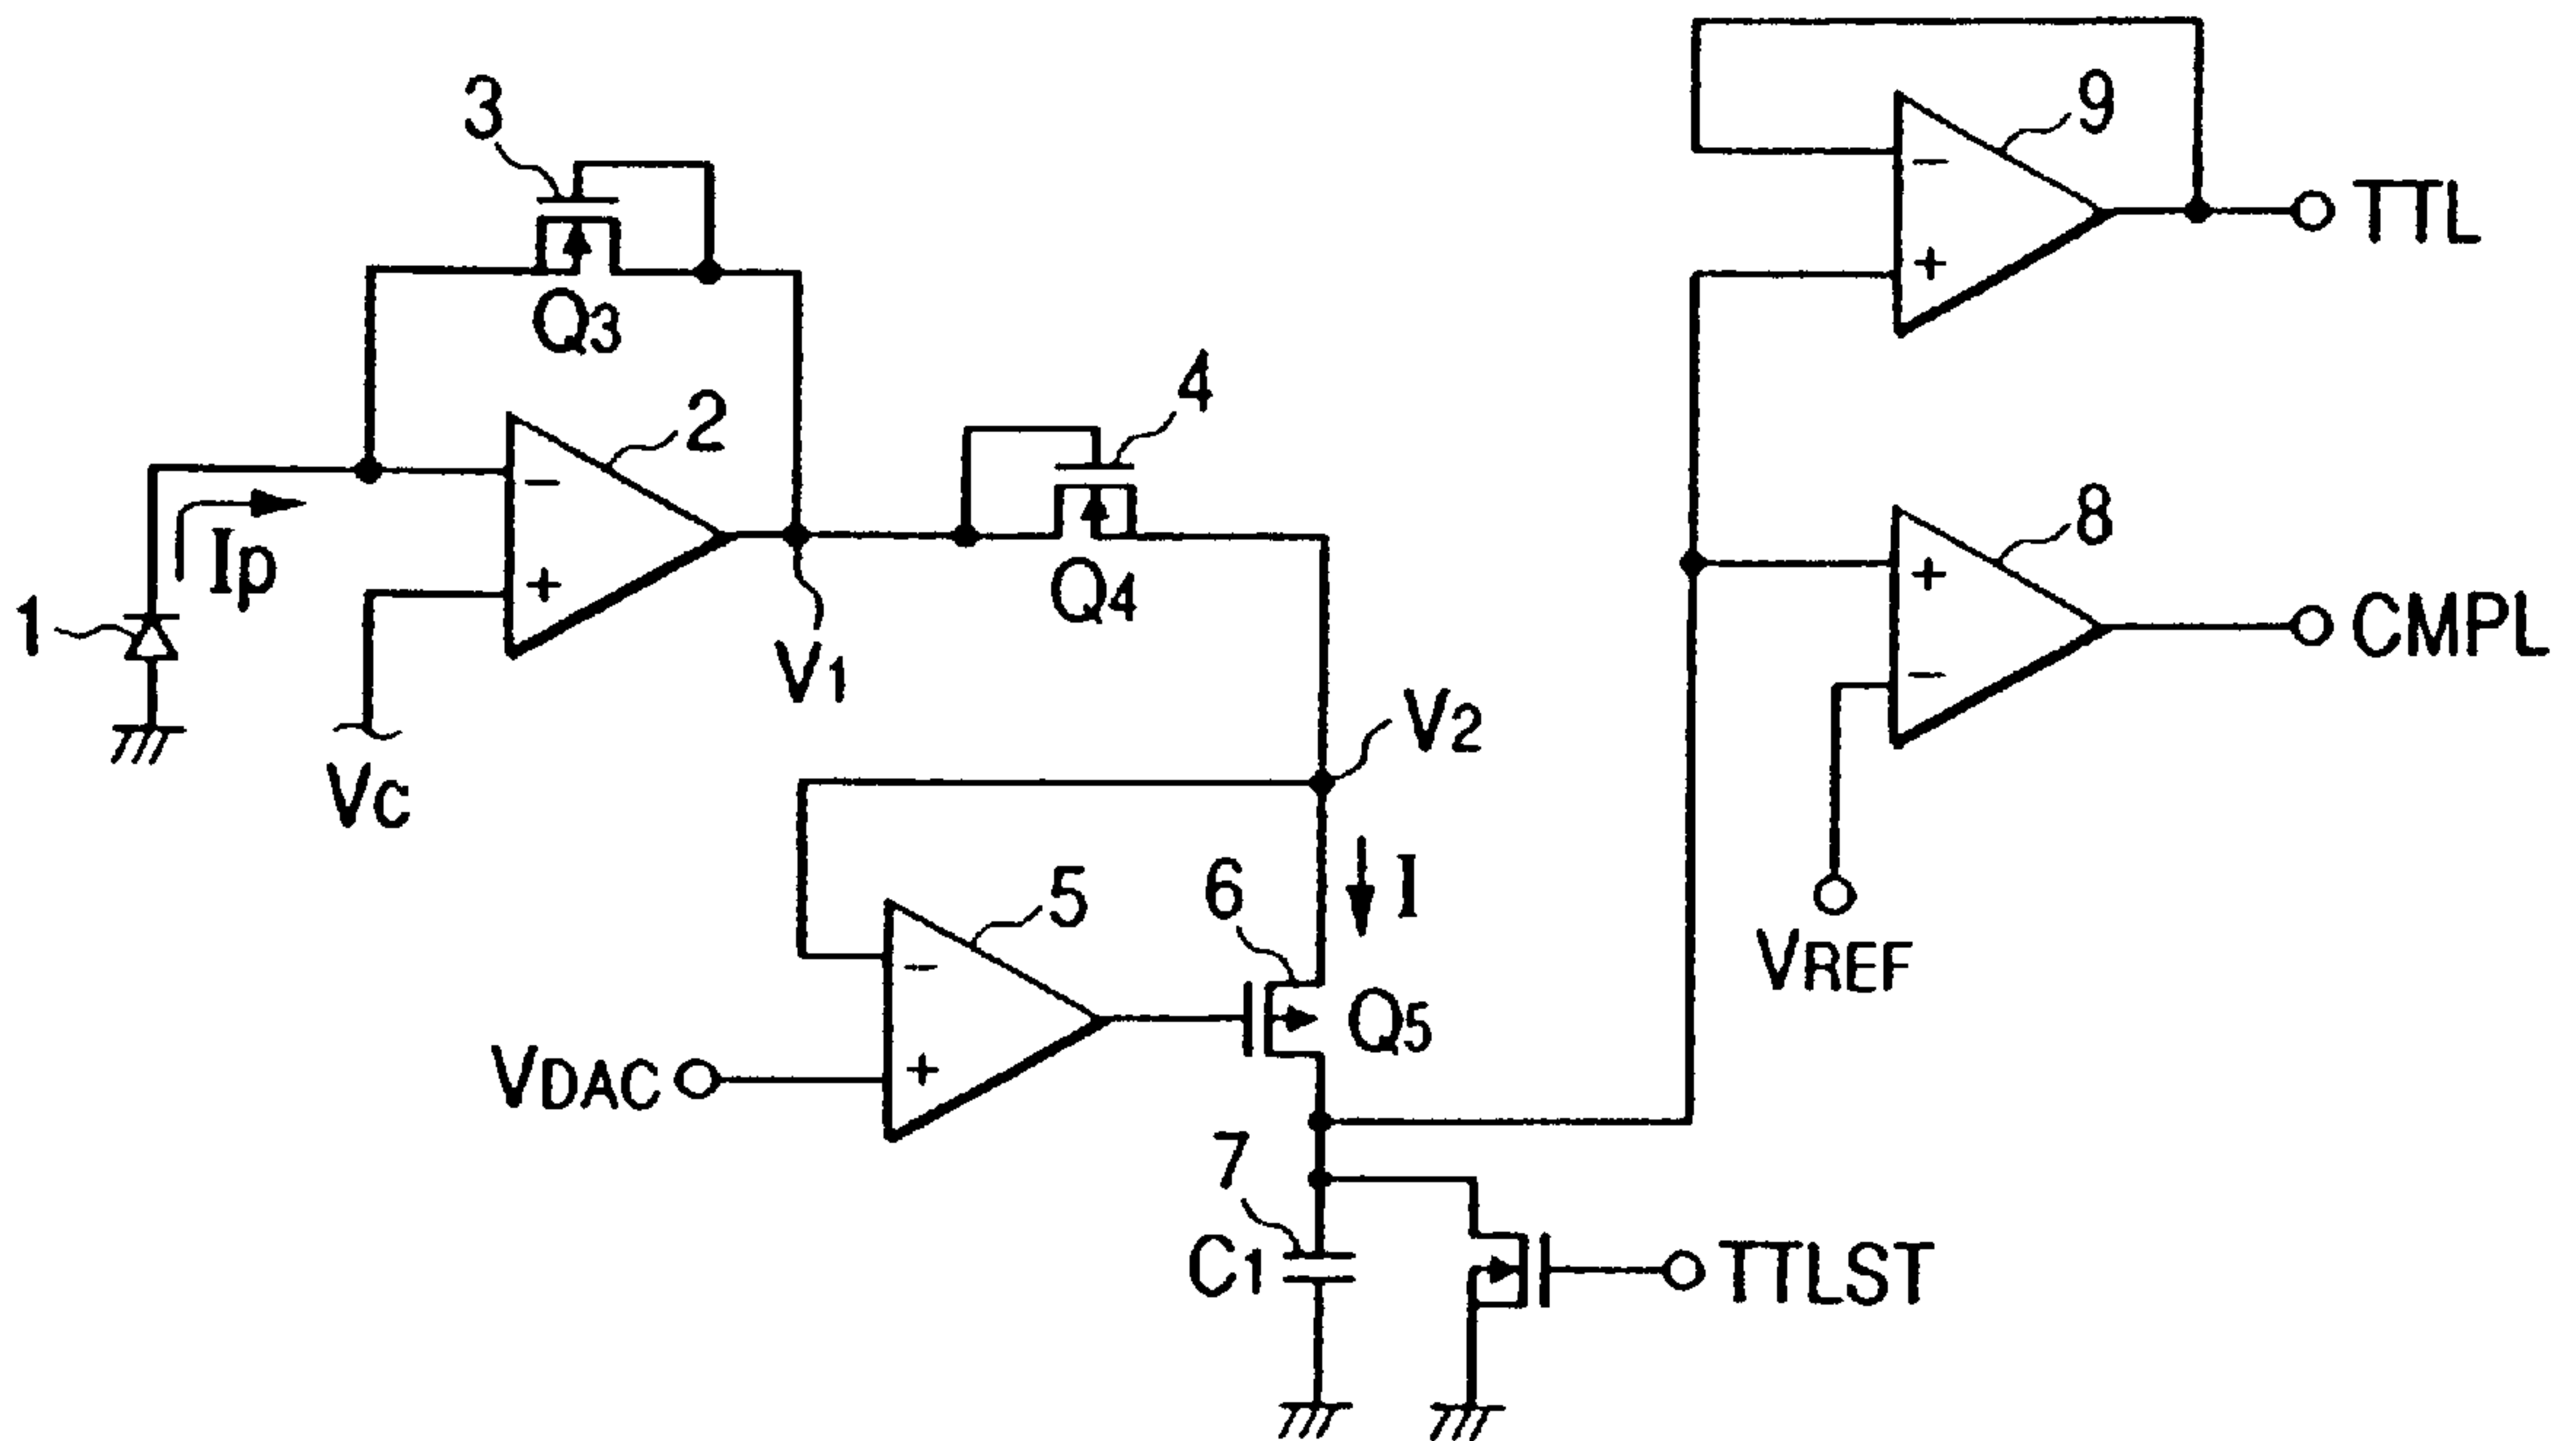 3
Q3
9
−
+
TTL
2
−
+
Ip
1
VC
V1
4
Q4
8
+
−
CMPL
V2
VREF
5
−
+
VDAC
6
I
Q5
7
C1
TTLST